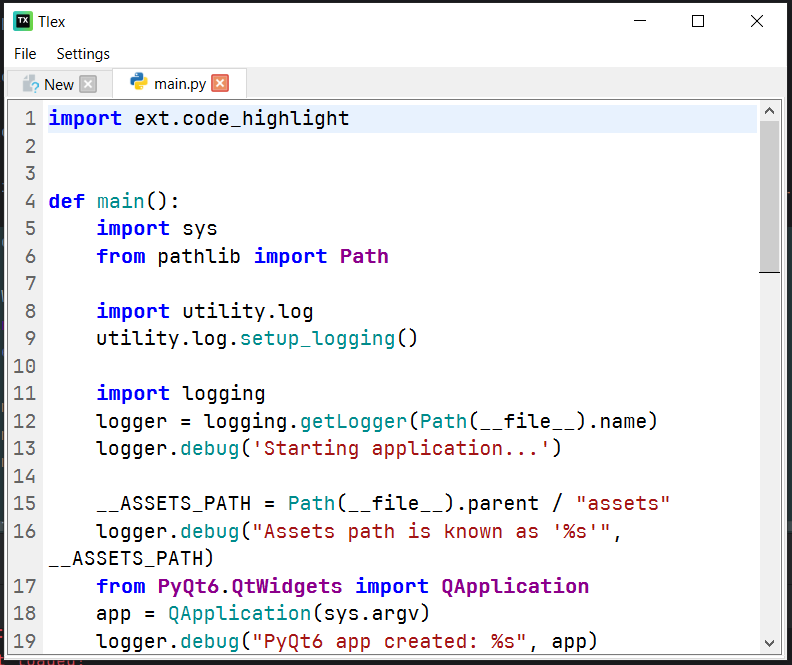 TX Tlex
File Settings
New main.py
1 import ext.code_highlight
2
3
4 def main():
5     import sys
6     from pathlib import Path
7
8     import utility.log
9     utility.log.setup_logging()
10
11     import logging
12     logger = logging.getLogger(Path(__file__).name)
13     logger.debug('Starting application...')
14
15     __ASSETS_PATH = Path(__file__).parent / "assets"
16     logger.debug("Assets path is known as '%s'",
__ASSETS_PATH)
17     from PyQt6.QtWidgets import QApplication
18     app = QApplication(sys.argv)
19     logger.debug("PyQt6 app created: %s", app)